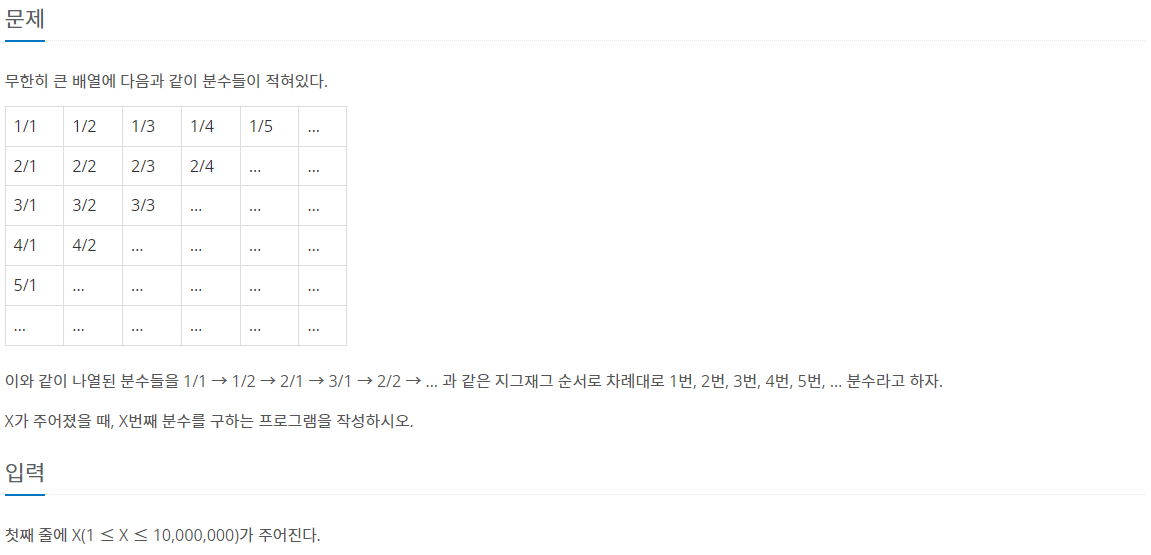 문제
무한히 큰 배열에 다음과 같이 분수들이 적혀있다.
1/1 1/2 1/3 1/4 1/5 ...
2/1 2/2 2/3 2/4 ... ...
3/1 3/2 3/3 ... ... ...
4/1 4/2 ... ... ... ...
5/1 ... ... ... ... ...
... ... ... ... ... ...
이와 같이 나열된 분수들을 1/1 → 1/2 → 2/1 → 3/1 → 2/2 → ... 과 같은 지그재그 순서로 차례대로 1번, 2번, 3번, 4번, 5번, ... 분수라고 하자.
X가 주어졌을 때, X번째 분수를 구하는 프로그램을 작성하시오.
입력
첫째 줄에 X(1 ≤ X ≤ 10,000,000)가 주어진다.